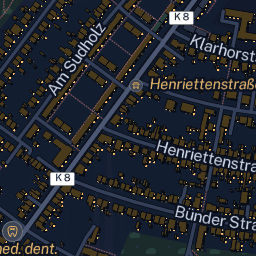 K 8
Klarhorst
Am Sudholz
Henriettenstraße
Henriettenstra
K 8
Bünder Stra
med. dent.